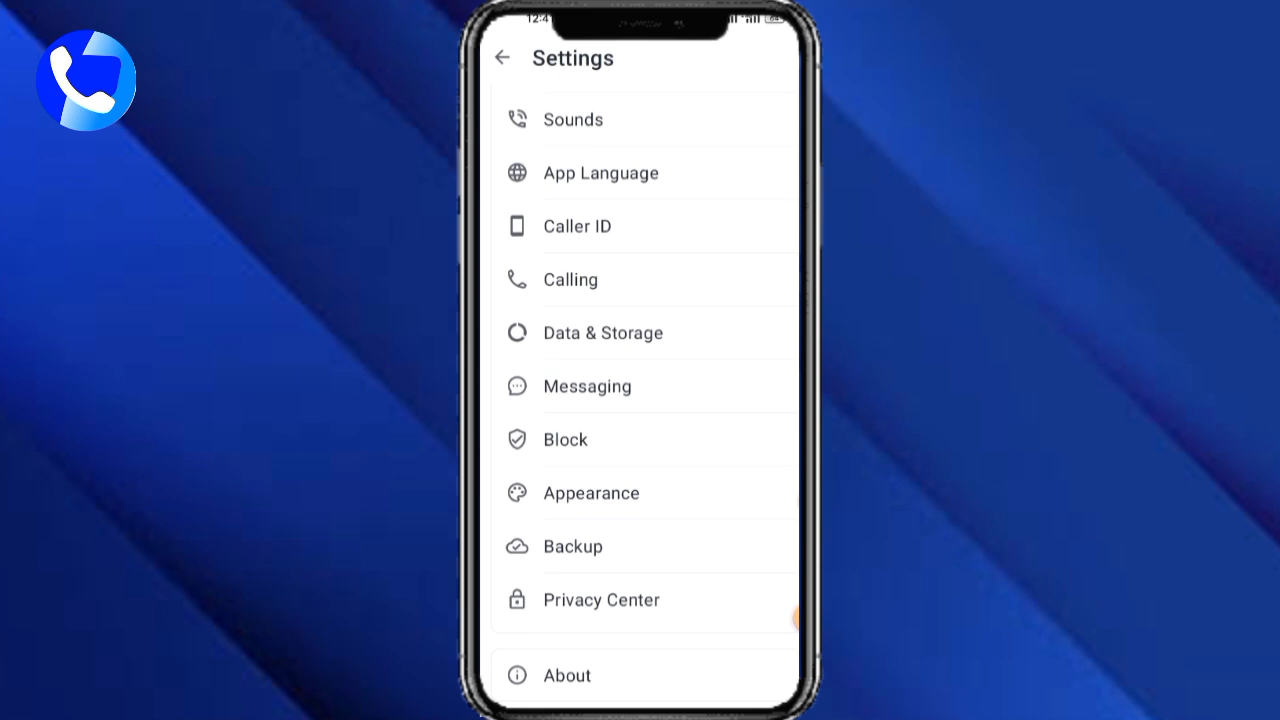 Settings
Sounds
App Language
Caller ID
Calling
Data & Storage
Messaging
Block
Appearance
Backup
Privacy Center
About